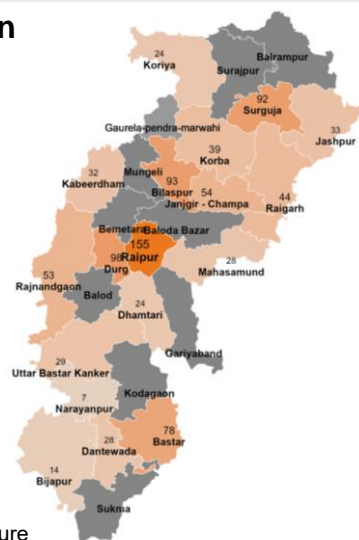 n
24
Koriya
Surajpur
Balrampur
92
Surguja
33
Jashpur
Gaurela-pendra-marwahi
39
Korba
32
Kabeerdham
Mungeli
93
Bilaspur
54
Janjgir - Champa
44
Raigarh
Bemetara
Baloda Bazar
155
Raipur
98
Durg
28
Mahasamund
53
Rajnandgaon
Balod
24
Dhamtari
Gariyaband
29
Uttar Bastar Kanker
Kodagaon
7
Narayanpur
78
Bastar
28
Dantewada
14
Bijapur
Sukma
ure